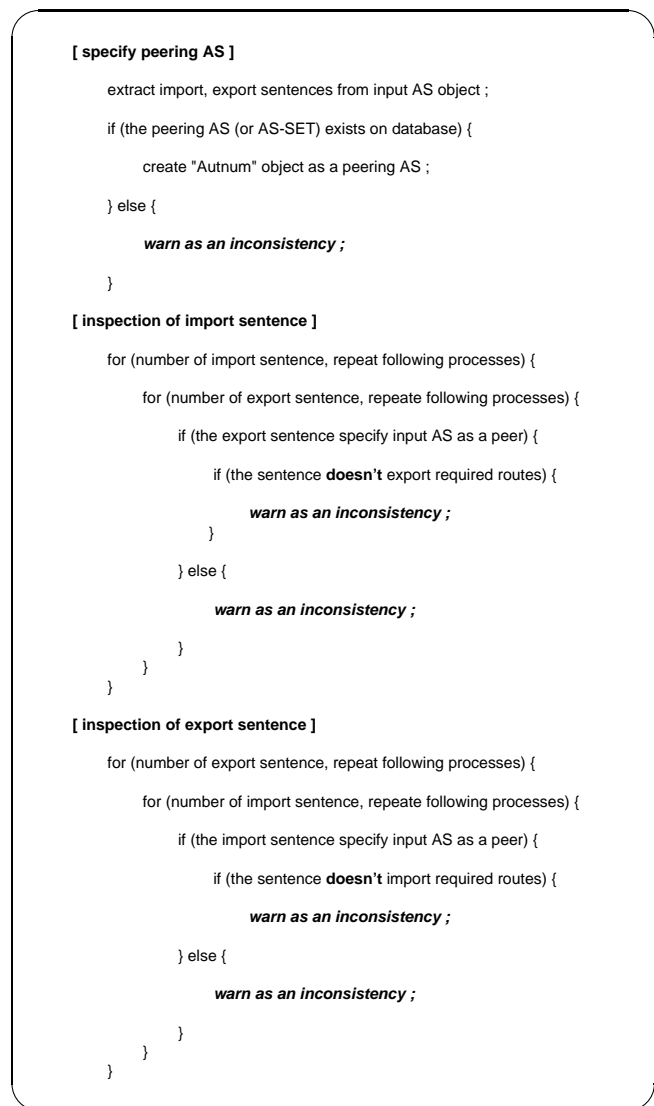 [ specify peering AS ]
extract import, export sentences from input AS object ;
if (the peering AS (or AS-SET) exists on database) {
create "Autnum" object as a peering AS ;
} else {
warn as an inconsistency ;
}
[ inspection of import sentence ]
for (number of import sentence, repeat following processes) {
for (number of export sentence, repeate following processes) {
if (the export sentence specify input AS as a peer) {
if (the sentence doesn't export required routes) {
warn as an inconsistency ;
}
} else {
warn as an inconsistency ;
}
}
}
[ inspection of export sentence ]
for (number of export sentence, repeat following processes) {
for (number of import sentence, repeate following processes) {
if (the import sentence specify input AS as a peer) {
if (the sentence doesn't import required routes) {
warn as an inconsistency ;
} else {
warn as an inconsistency ;
}
}
}